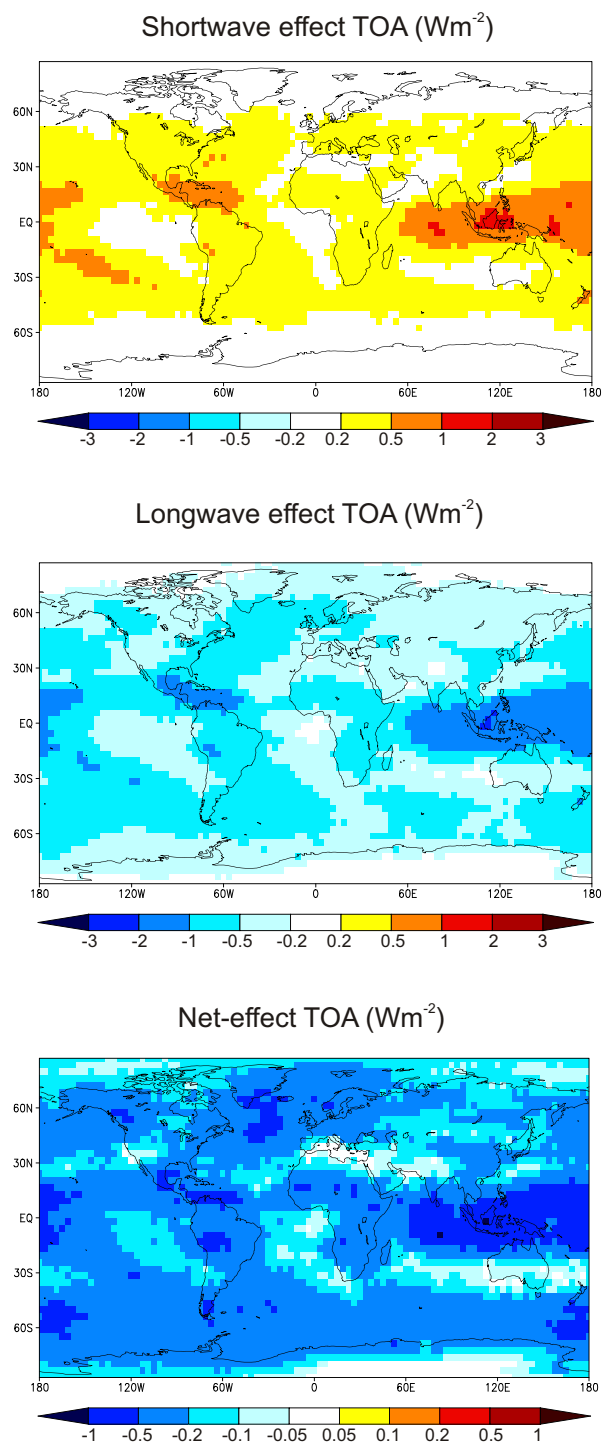 Shortwave effect TOA (Wm-2)
60N
30N
EQ
30S
60S
180 120W 60W 0 60E 120E 180
-3 -2 -1 -0.5 -0.2 0.2 0.5 1 2 3
Longwave effect TOA (Wm-2)
60N
30N
EQ
30S
60S
180 120W 60W 0 60E 120E 180
-3 -2 -1 -0.5 -0.2 0.2 0.5 1 2 3
Net-effect TOA (Wm-2)
60N
30N
EQ
30S
60S
180 120W 60W 0 60E 120E 180
-1 -0.5 -0.2 -0.1 -0.05 0.05 0.1 0.2 0.5 1